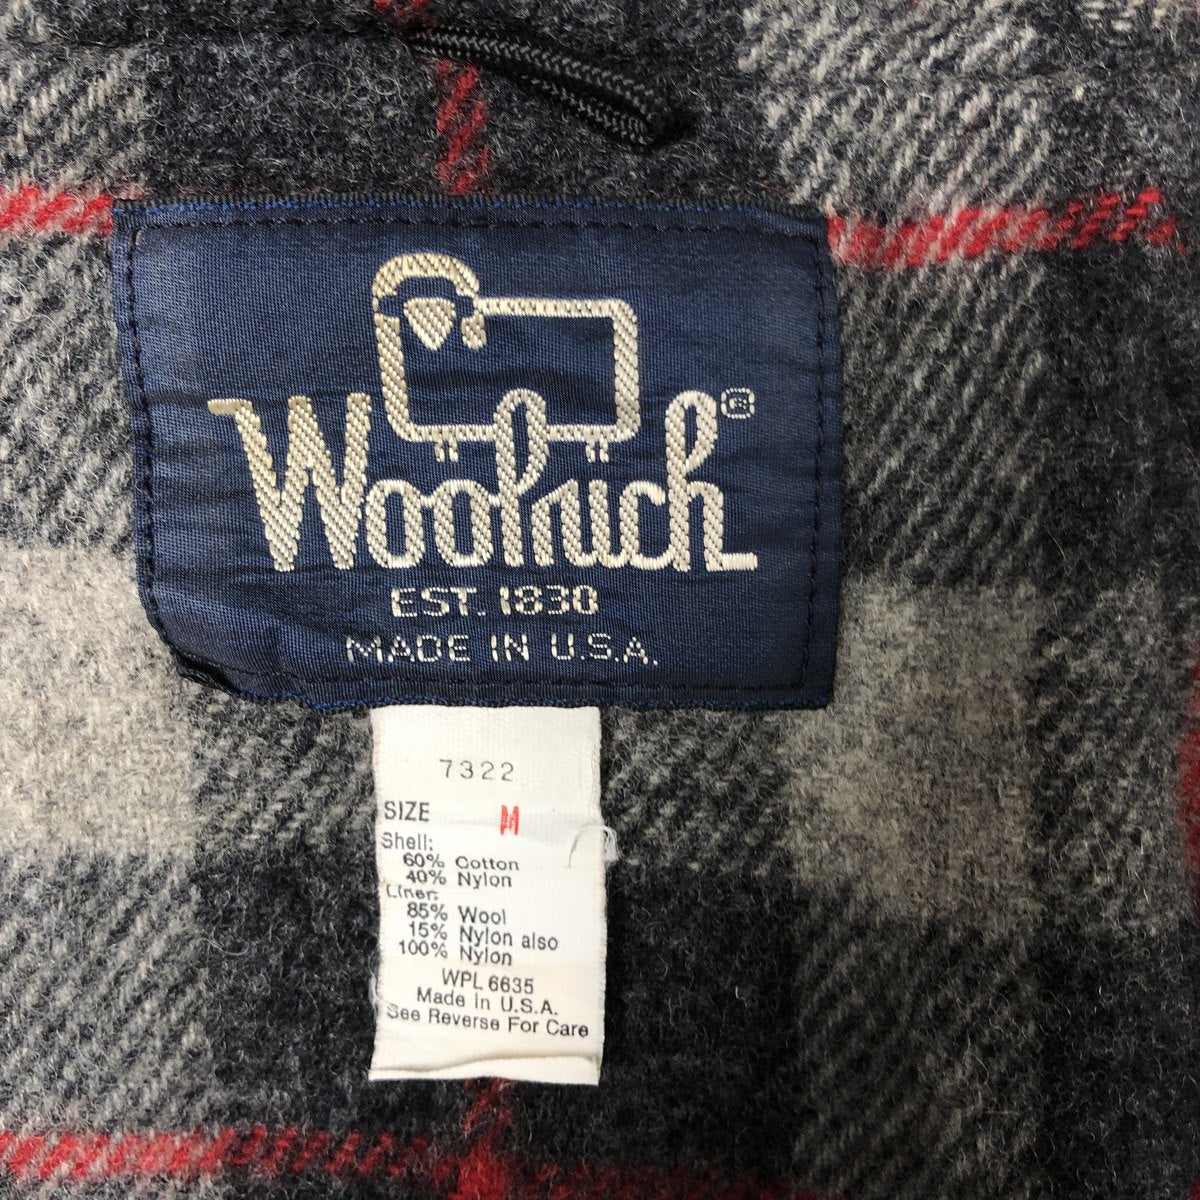 Woolrich®
EST. 1830
MADE IN U.S.A.
7322
SIZE M
Shell:
60% Cotton
40% Nylon
Liner:
85% Wool
15% Nylon also
100% Nylon
WPL 6635
Made in U.S.A.
See Reverse For Care